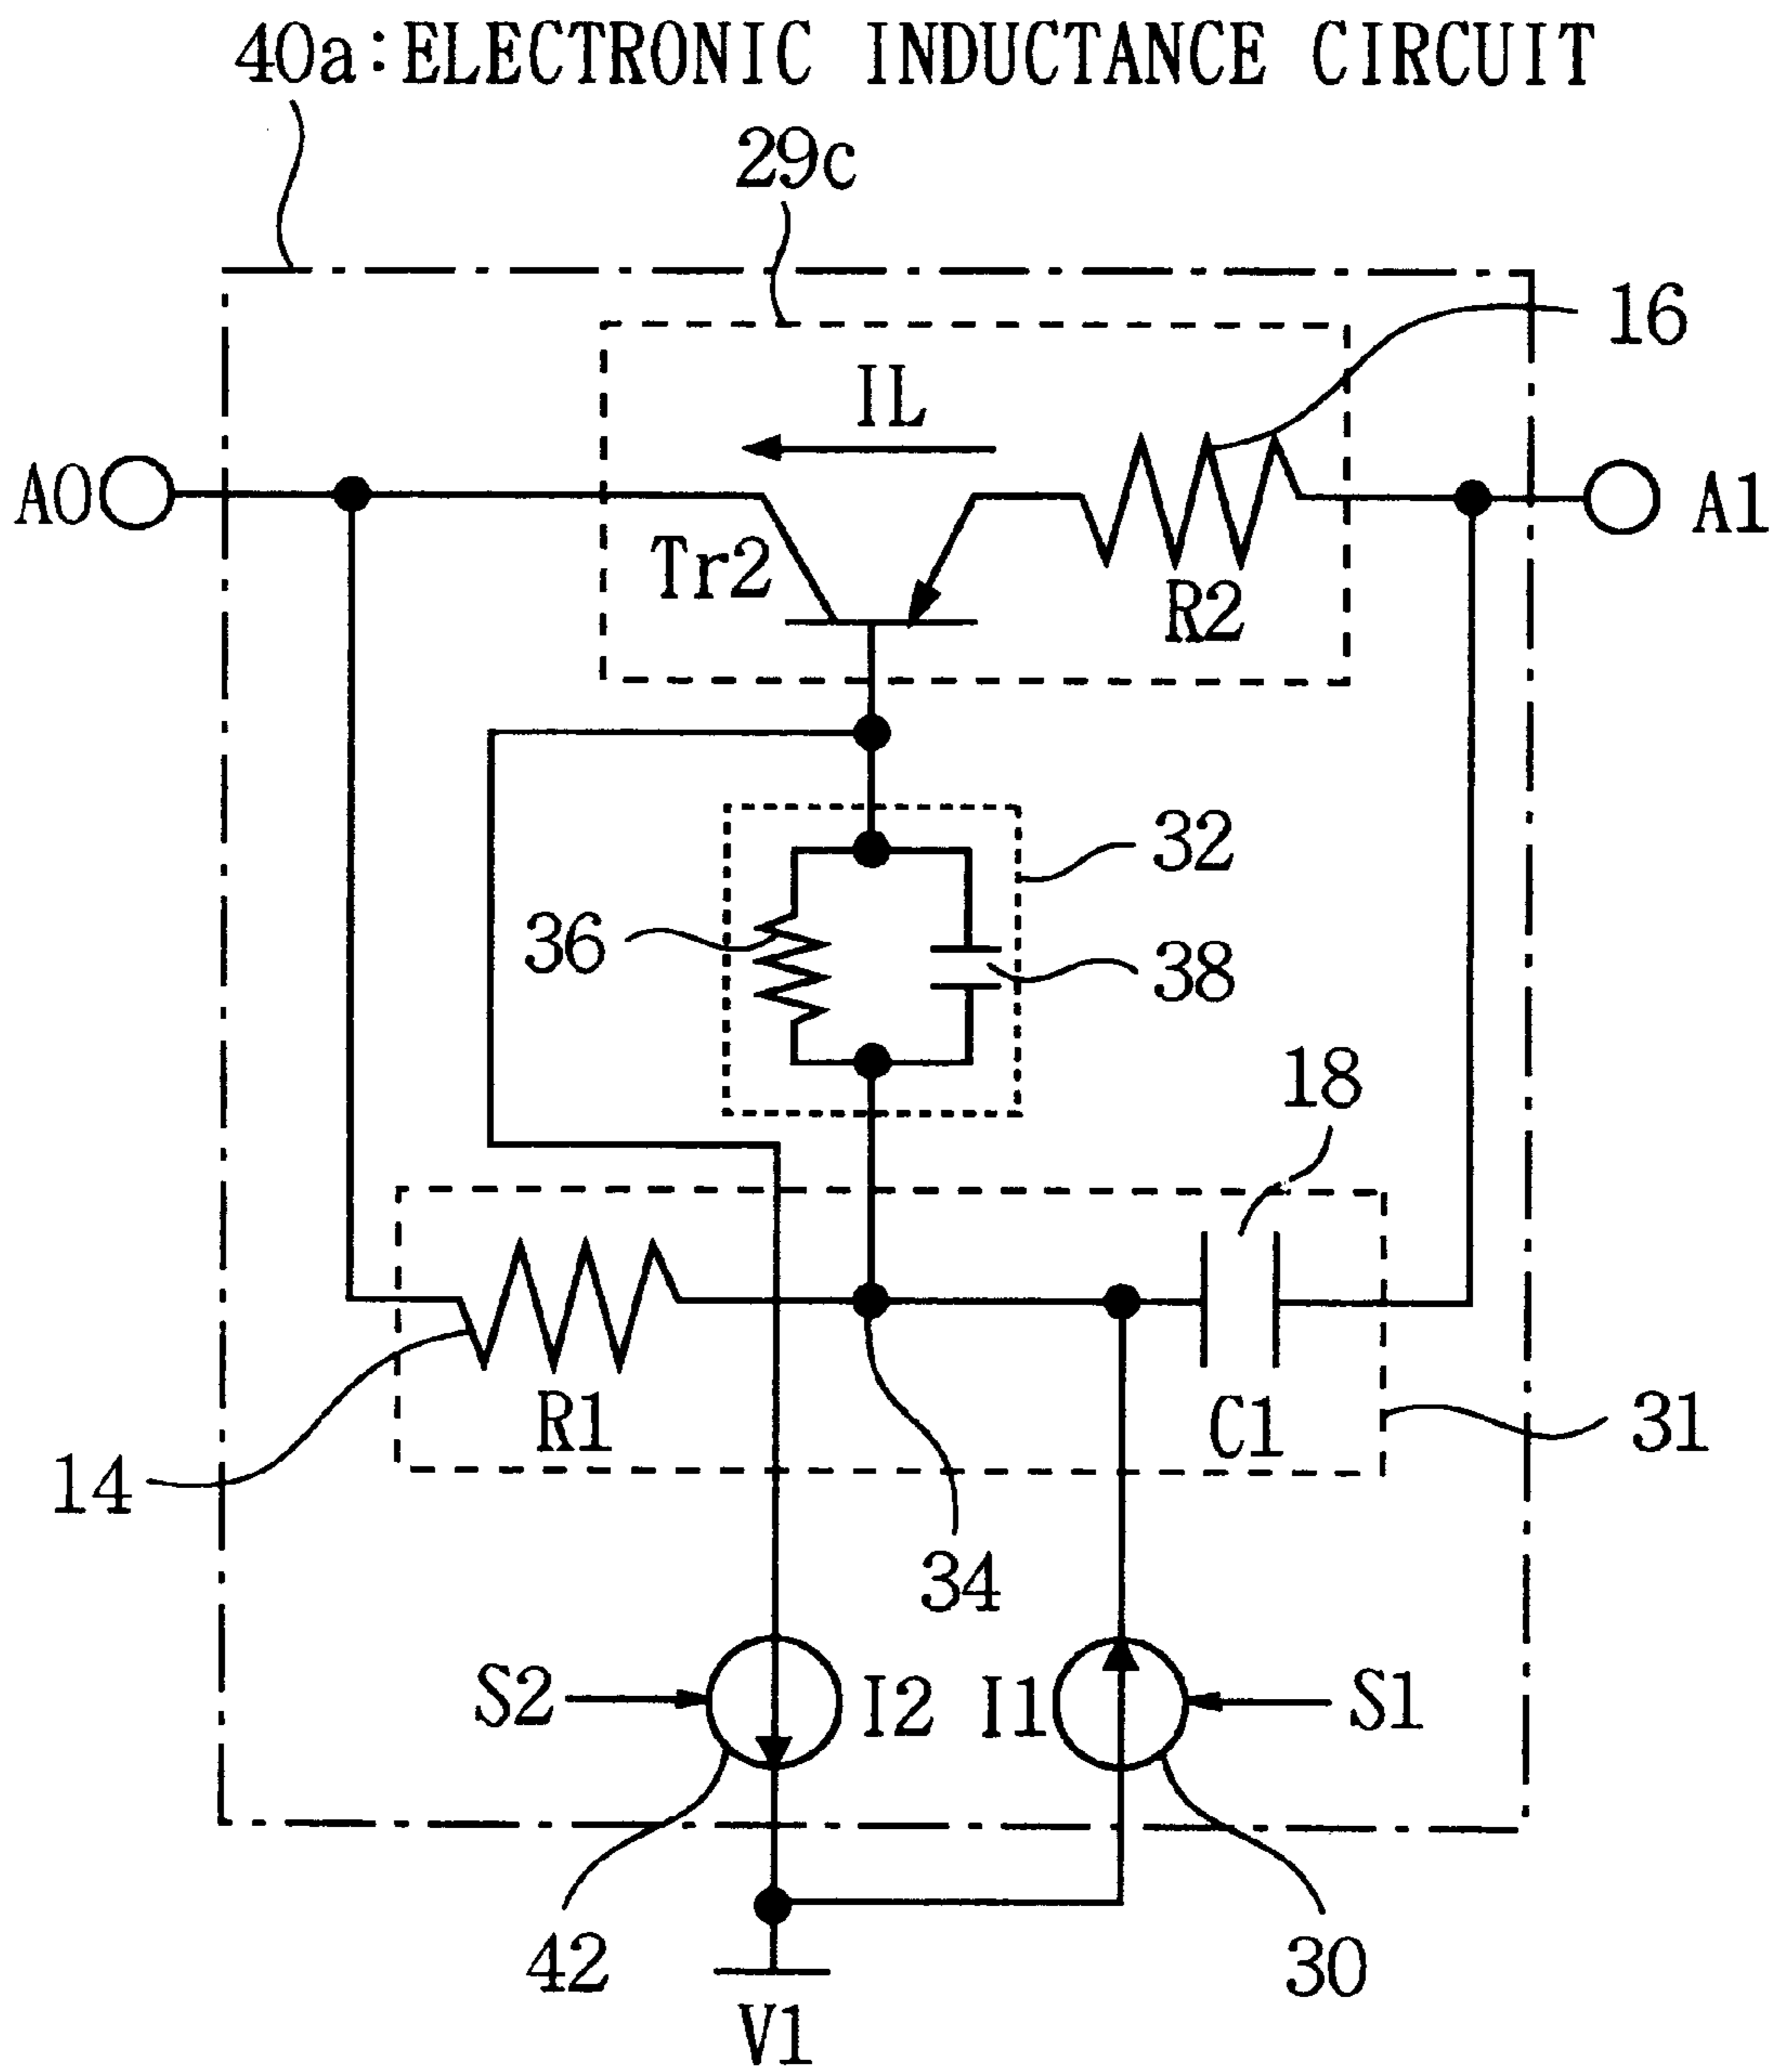 40a:ELECTRONIC INDUCTANCE CIRCUIT
29c
16
IL
A0
A1
Tr2
R2
32
36
38
18
R1
C1
31
14
34
S2
I2
I1
S1
42
30
V1